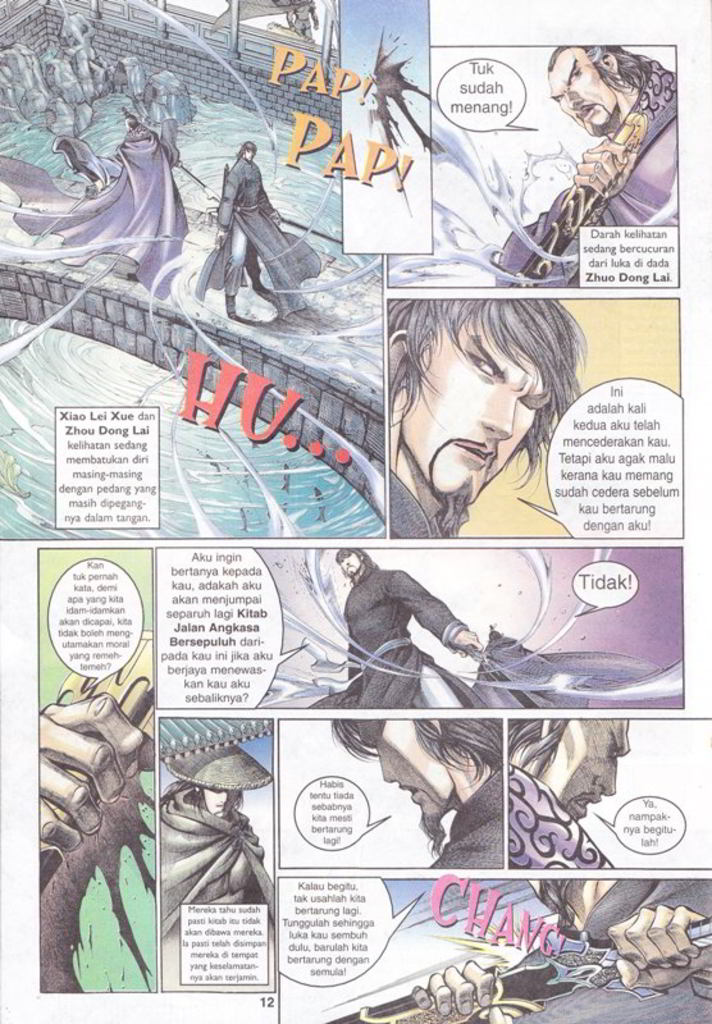 PAP!
PAP!
Tuk
sudah
menang!
Darah kelihatan
sedang bercucuran
dari luka di dada
Zhuo Dong Lai.
HU...
Xiao Lei Xue dan
Zhou Dong Lai
kelihatan sedang
membatukan diri
masing-masing
dengan pedang yang
masih dipegang-
nya dalam tangan.
Ini
adalah kali
kedua aku telah
mencederakan kau.
Tetapi aku agak malu
kerana kau memang
sudah cedera sebelum
kau bertarung
dengan aku!
Kan
tuk pernah
kata, demi
apa yang kita
idam-idamkan
akan dicapai, kita
tidak boleh meng-
utamakan moral
yang remeh-
temeh?
Aku ingin
bertanya kepada
kau, adakah aku
akan menjumpai
separuh lagi Kitab
Jalan Angkasa
Bersepuluh dari-
pada kau ini jika aku
berjaya menewas-
kan kau aku
sebaliknya?
Tidak!
Mereka tahu sudah
pasti kitab itu tidak
akan dibawa mereka.
Ia pasti telah disimpan
mereka di tempat
yang keselamatan-
nya akan terjamin.
Habis
tentu tiada
sebabnya
kita mesti
bertarung
lagi!
Ya,
nampak-
nya begitu-
lah!
Kalau begitu,
tak usahlah kita
bertarung lagi.
Tunggulah sehingga
luka kau sembuh
dulu, barulah kita
bertarung dengan
semula!
CHANG!
12